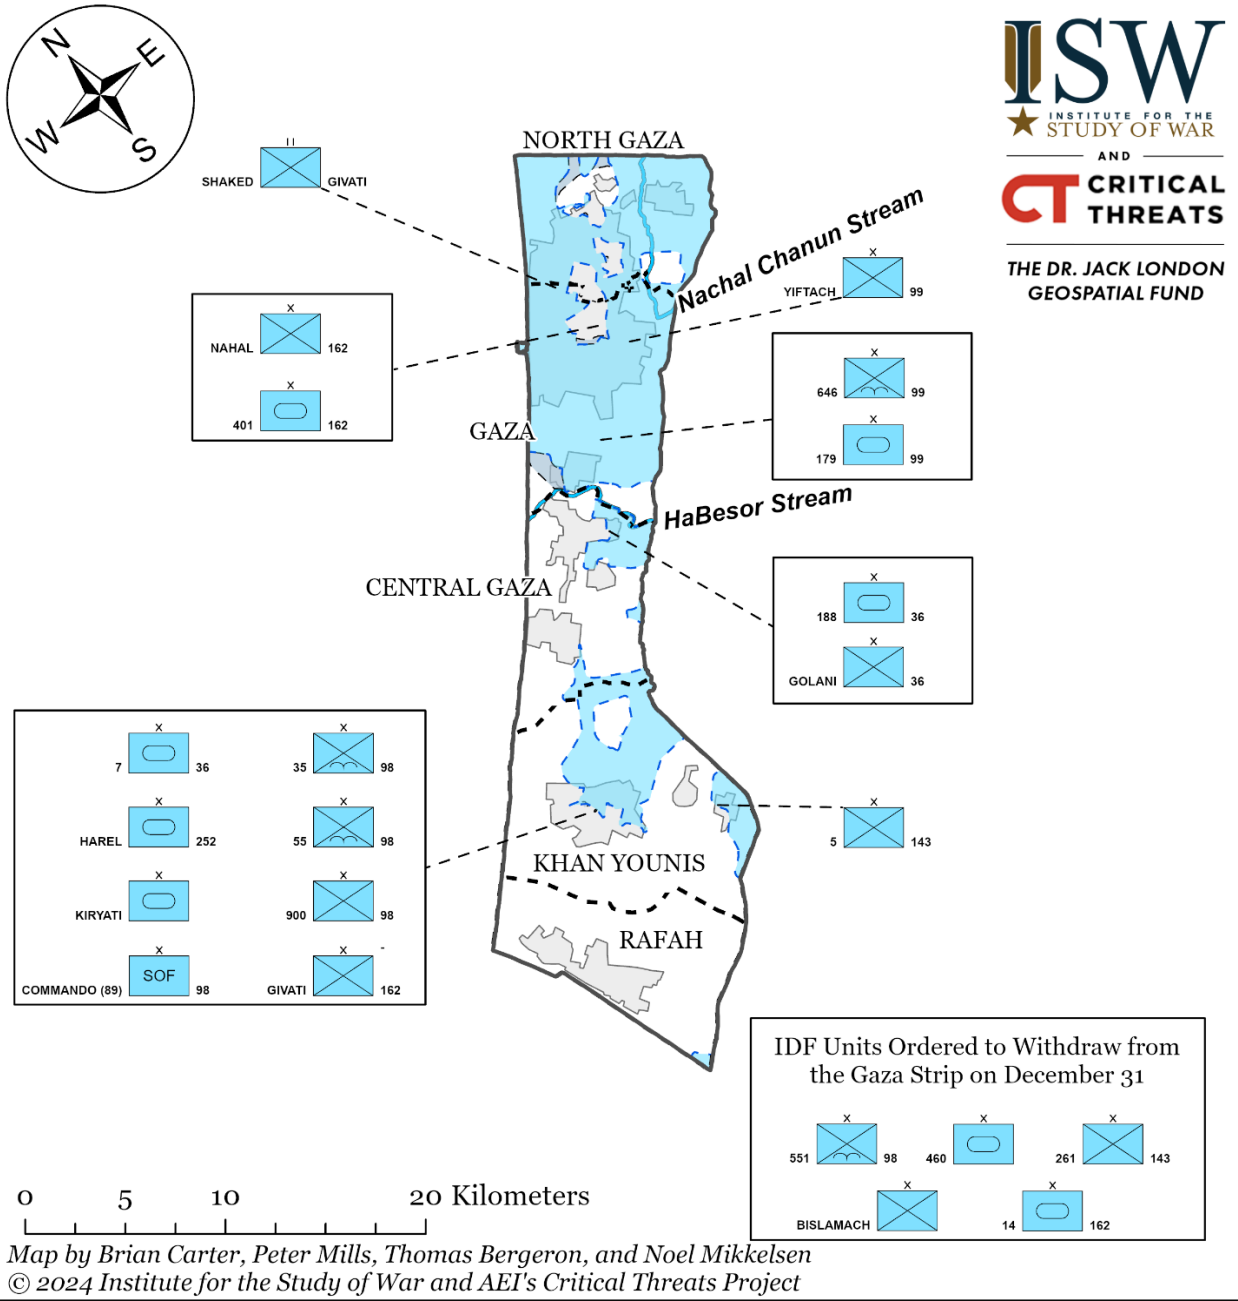 N
E
W
S
ISW
INSTITUTE FOR THE
STUDY OF WAR
AND
CT CRITICAL
THREATS
THE DR. JACK LONDON
GEOSPATIAL FUND
NORTH GAZA
Nachal Chanun Stream
II
SHAKED GIVATI
X
NAHAL 162
X
401 162
X
YIFTACH 99
X
646 99
X
179 99
GAZA
HaBesor Stream
CENTRAL GAZA
X
188 36
X
GOLANI 36
X
7 36
X
35 98
X
HAREL 252
X
55 98
X
KIRYATI
X
900 98
X
SOF
COMMANDO (89) 98
X
GIVATI 162
-
X
5 143
KHAN YOUNIS
RAFAH
IDF Units Ordered to Withdraw from
the Gaza Strip on December 31
X
551 98
X
460
X
261 143
X
BISLAMACH
X
14 162
0 5 10 20 Kilometers
Map by Brian Carter, Peter Mills, Thomas Bergeron, and Noel Mikkelsen
© 2024 Institute for the Study of War and AEI's Critical Threats Project